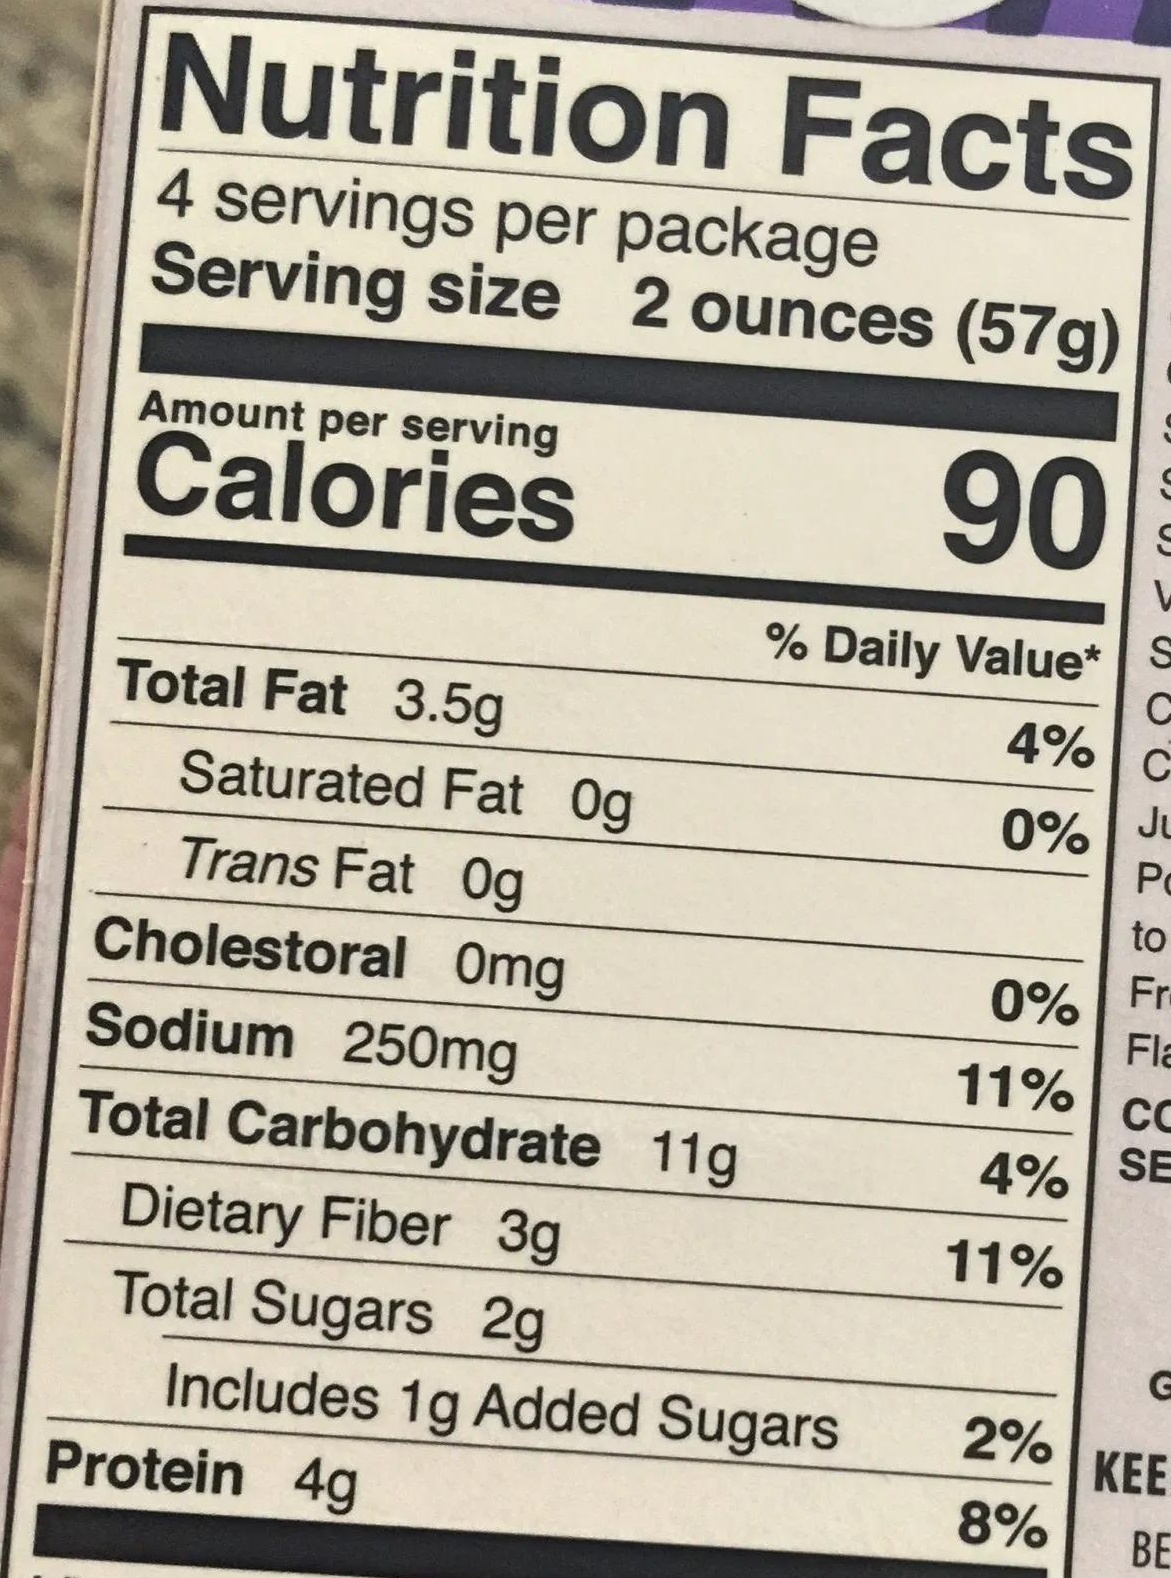 Nutrition Facts
4 servings per package
Serving size 2 ounces (57g)
Amount per serving
Calories 90
% Daily Value*
Total Fat 3.5g 4%
Saturated Fat 0g 0%
Trans Fat 0g
Cholestoral 0mg 0%
Sodium 250mg 11%
Total Carbohydrate 11g 4%
Dietary Fiber 3g 11%
Total Sugars 2g
Includes 1g Added Sugars 2%
Protein 4g 8%
to